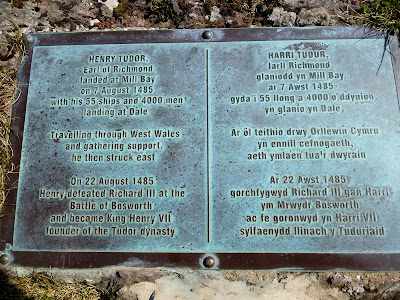 HENRY TUDOR,
Earl of Richmond
landed at Mill Bay
on 7 August 1485
with his 55 ships and 4000 men
landing at Dale
Travelling through West Wales
and gathering support,
he then struck east
On 22 August 1485
Henry defeated Richard III at the
Battle of Bosworth
and became King Henry VII
founder of the Tudor dynasty
HARRI TUDUR,
Iarll Richmond
glaniodd yn Mill Bay
ar 7 Awst 1485
gyda'i 55 llong a 4000 o ddynion
yn glanio yn Dale,
Ar ôl teithio drwy Orllewin Cymru
yn ennill cefnogaeth,
aeth ymlaen tua'r dwyrain
Ar 22 Awst 1485
gorchfygwyd Richard III gan Harri
ym Mrwydr Bosworth
ac fe goronwyd yn Harri VII
sylfaenydd llinach y Tuduriaid